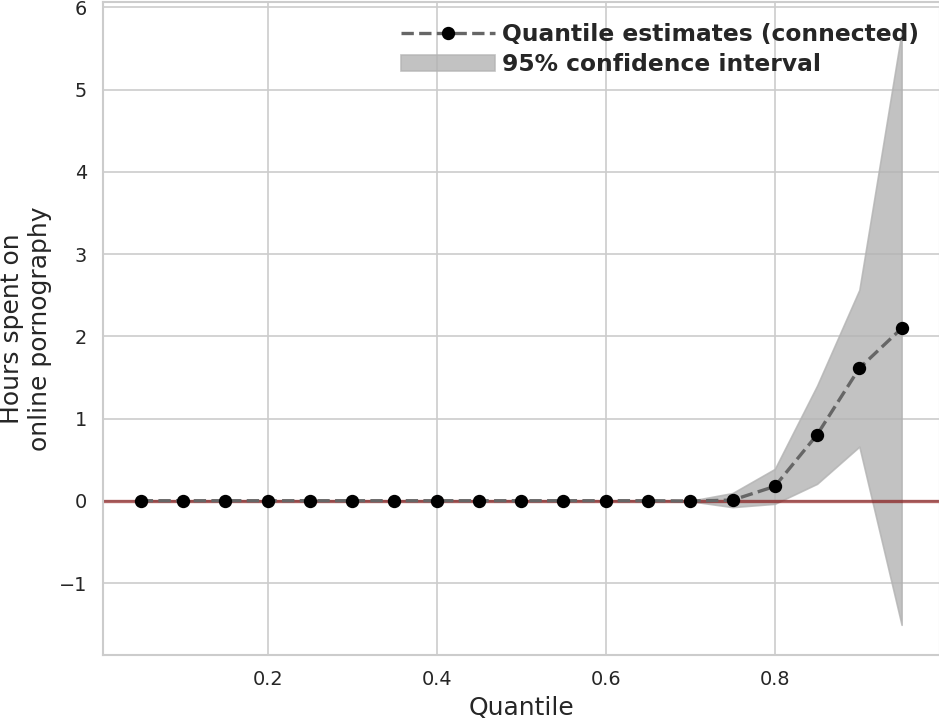 Quantile estimates (connected)
95% confidence interval
Hours spent on
online pornography
6
5
4
3
2
1
0
−1
0.2
0.4
0.6
0.8
Quantile